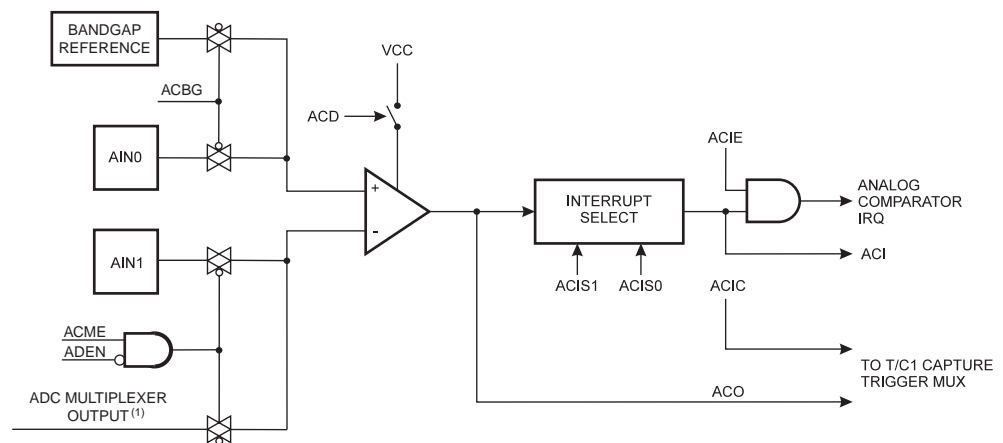 BANDGAP
REFERENCE
VCC
ACBG
ACD
ACIE
AIN0
+
-
INTERRUPT
SELECT
ANALOG
COMPARATOR
IRQ
AIN1
ACI
ACIS1 ACIS0 ACIC
ACME
ADEN
TO T/C1 CAPTURE
TRIGGER MUX
ADC MULTIPLEXER
OUTPUT (1)
ACO